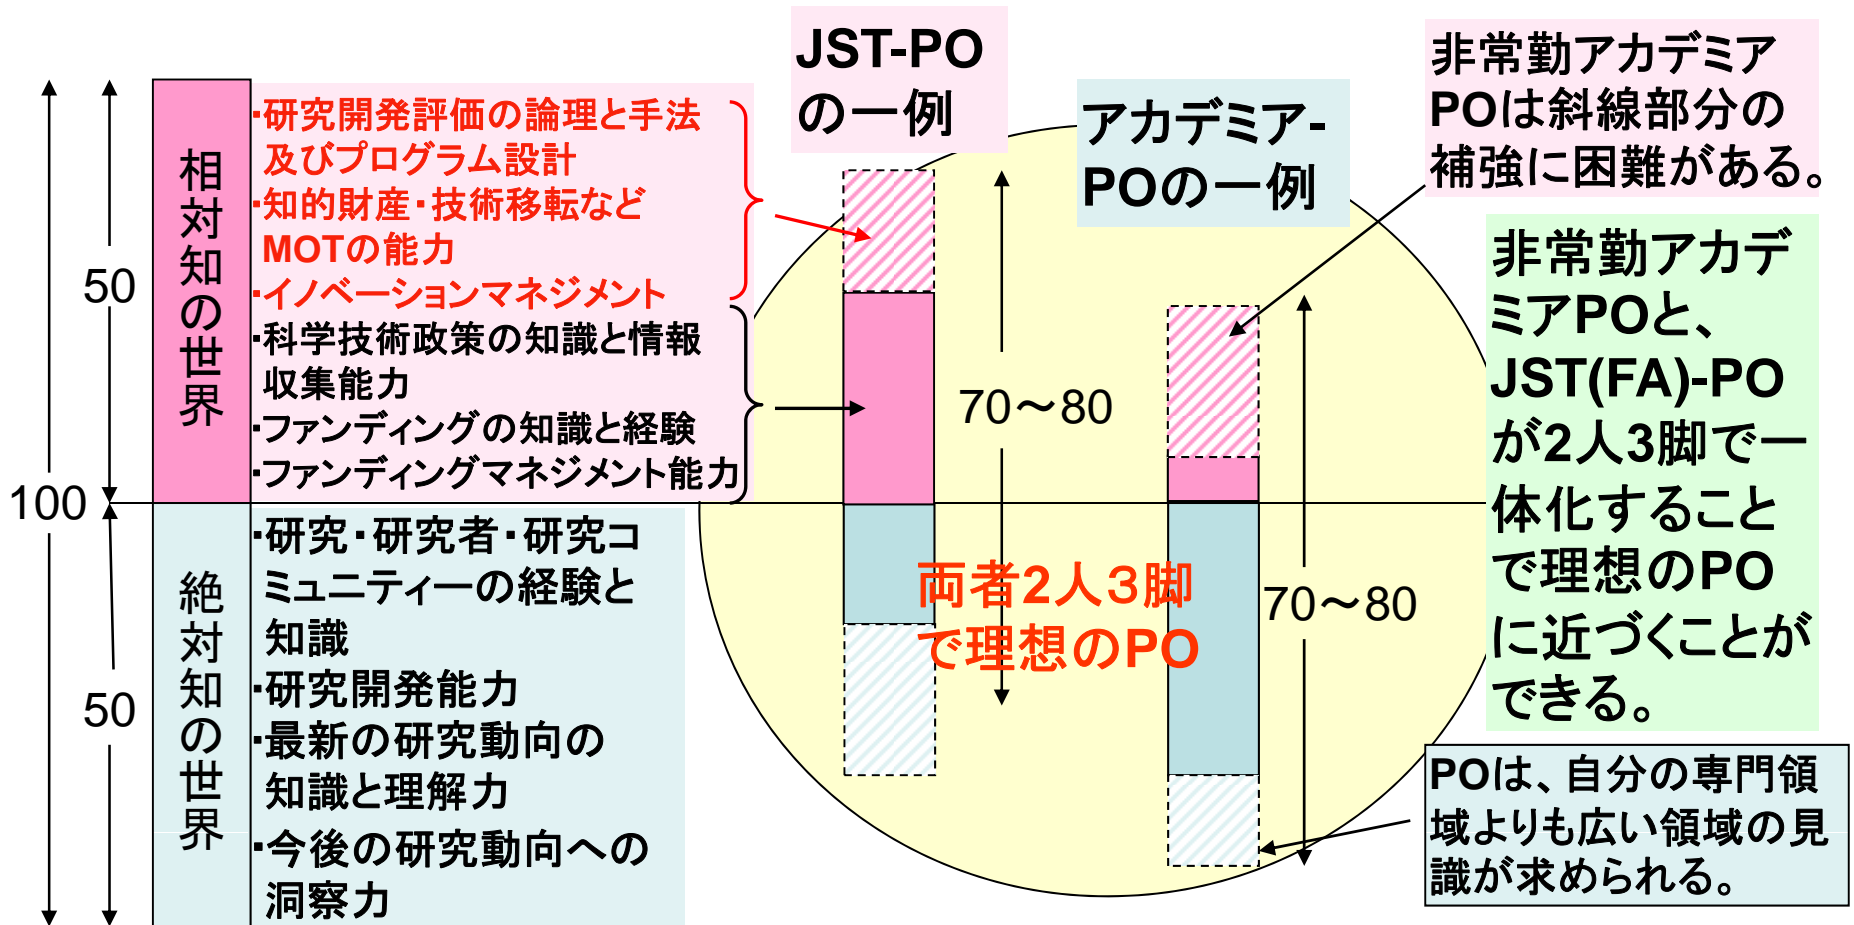 100
50
50
相対知の世界
絶対知の世界
・研究開発評価の論理と手法
及びプログラム設計
・知的財産・技術移転など
MOTの能力
・イノベーションマネジメント
・科学技術政策の知識と情報
収集能力
・ファンディングの知識と経験
・ファンディングマネジメント能力
・研究・研究者・研究コ
ミュニティーの経験と
知識
・研究開発能力
・最新の研究動向の
知識と理解力
・今後の研究動向への
洞察力
JST-PO
の一例
アカデミア-
POの一例
70～80
70～80
両者2人３脚
で理想のPO
非常勤アカデミア
POは斜線部分の
補強に困難がある。
非常勤アカデ
ミアPOと、
JST(FA)-PO
が2人3脚で一
体化すること
で理想のPO
に近づくことが
できる。
POは、自分の専門領
域よりも広い領域の見
識が求められる。